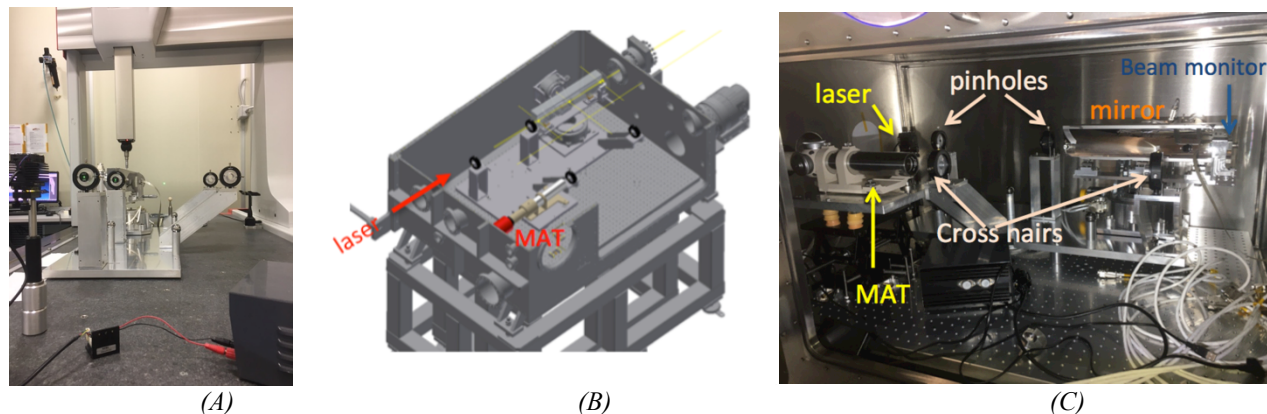 laser
MAT
pinholes
Beam monitor
laser
mirror
Cross hairs
MAT
(A)
(B)
(C)